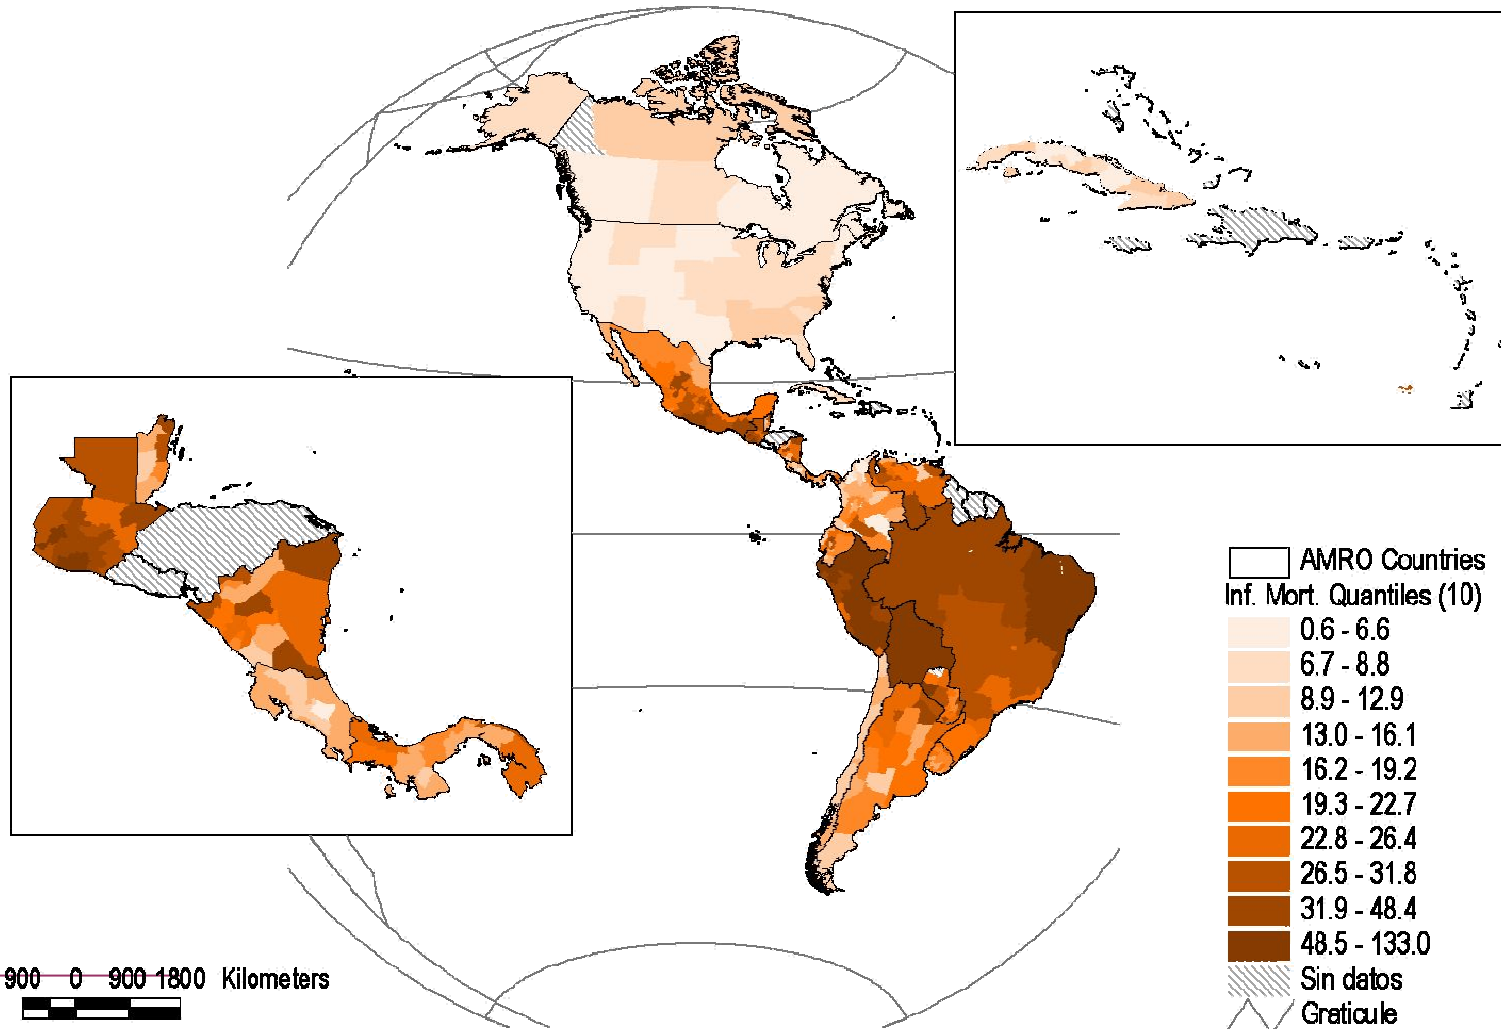 AMRO Countries
Inf. Mort. Quantiles (10)
0.6 - 6.6
6.7 - 8.8
8.9 - 12.9
13.0 - 16.1
16.2 - 19.2
19.3 - 22.7
22.8 - 26.4
26.5 - 31.8
31.9 - 48.4
48.5 - 133.0
Sin datos
Graticule
900 0 900 1800 Kilometers